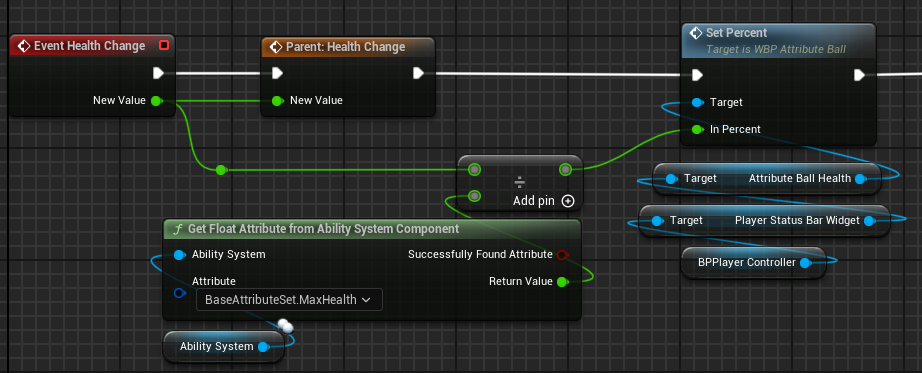 Event Health Change
New Value
Parent: Health Change
New Value
Set Percent
Target is WBP Attribute Ball
Target
In Percent
÷
Add pin
Target Attribute Ball Health
Target Player Status Bar Widget
BPPlayer Controller
f Get Float Attribute from Ability System Component
Ability System Successfully Found Attribute
Attribute Return Value
BaseAttributeSet.MaxHealth
Ability System